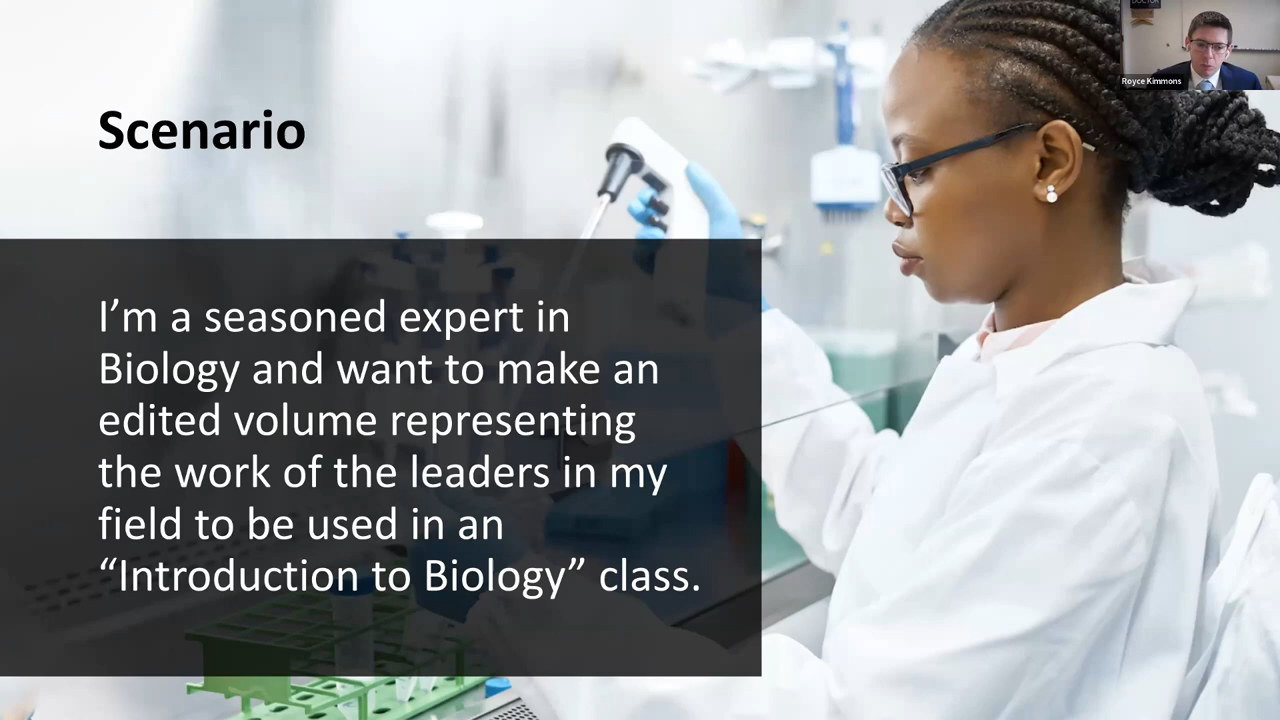 Scenario
I’m a seasoned expert in
Biology and want to make an
edited volume representing
the work of the leaders in my
field to be used in an
“Introduction to Biology” class.
Royce Kimmons